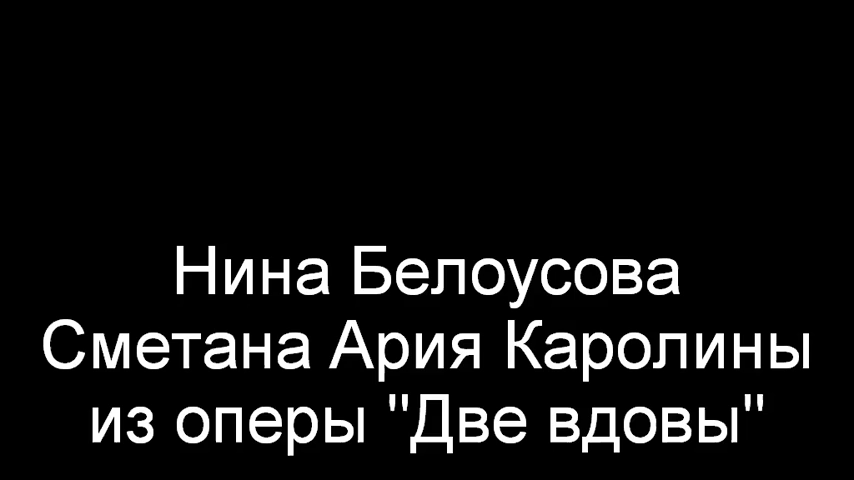 Нина Белоусова
Сметана Ария Каролины
из оперы "Две вдовы"